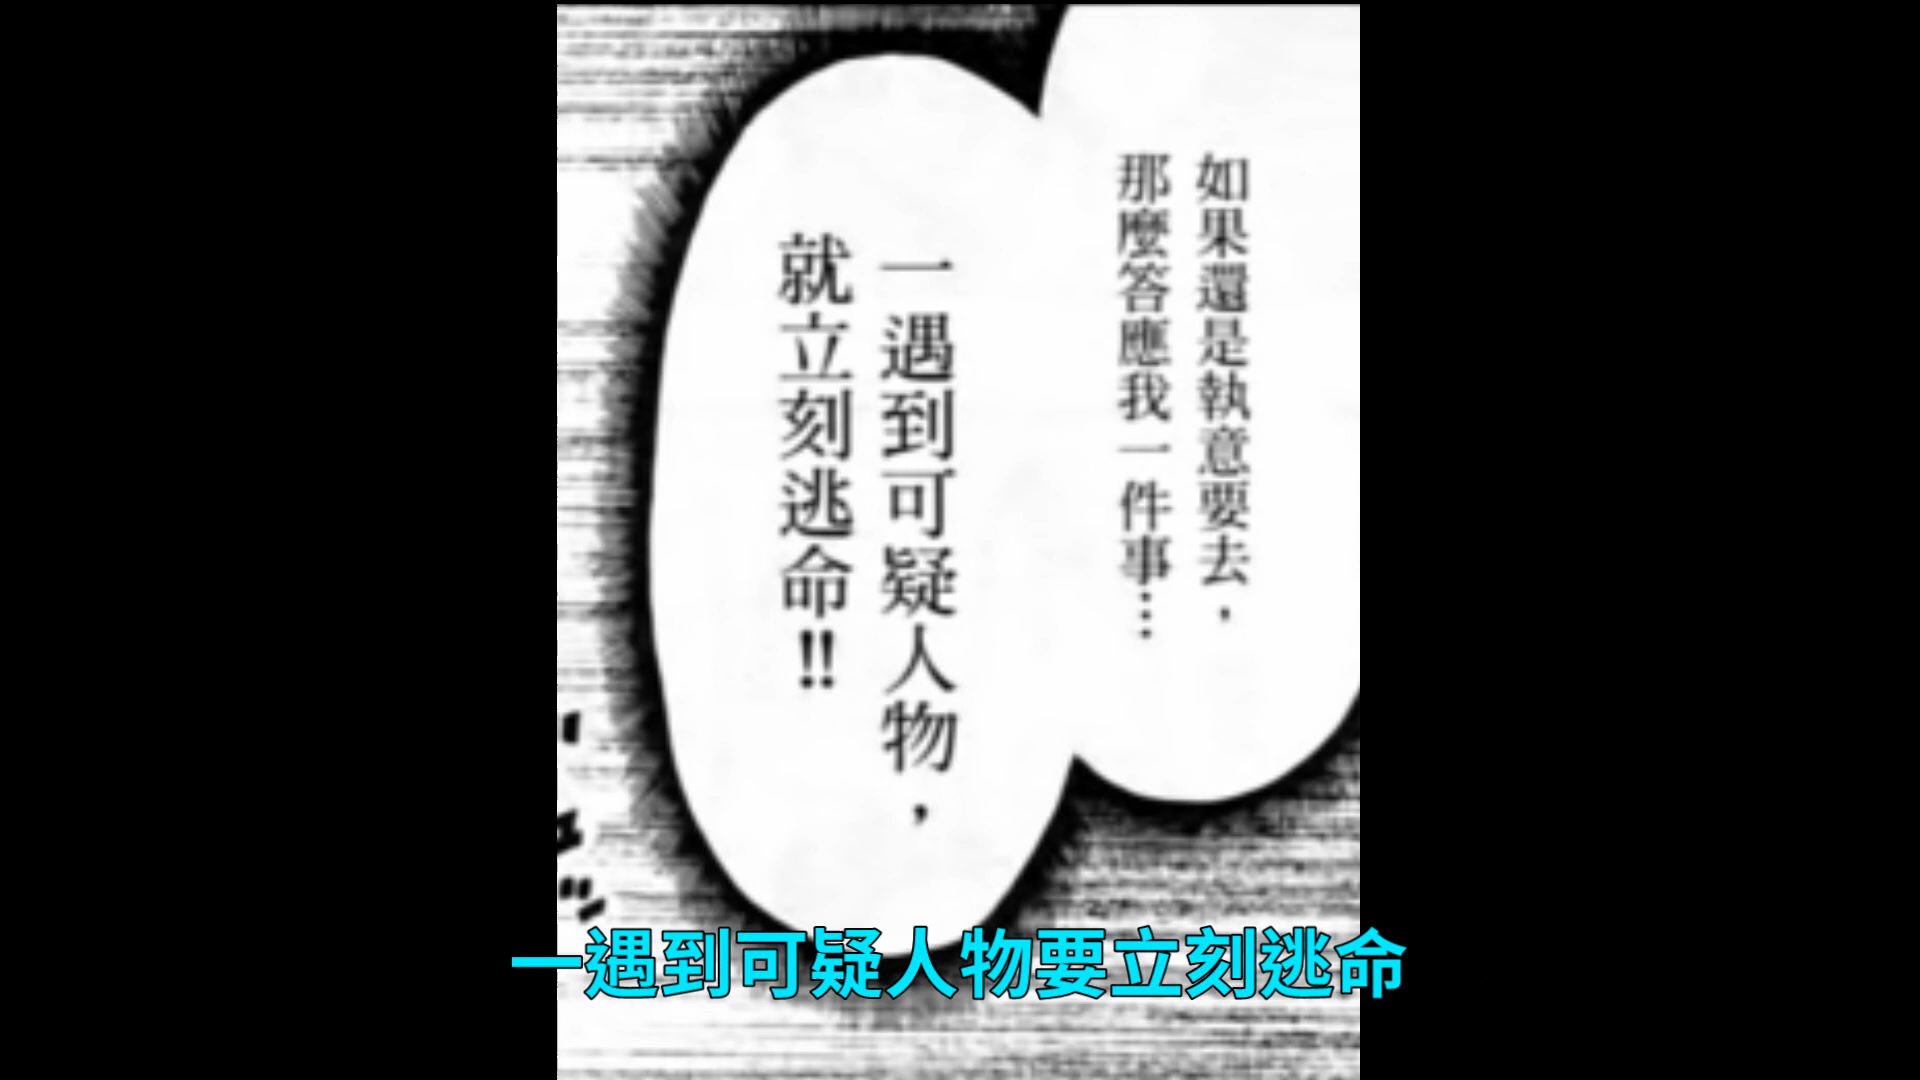 如果還是執意要去，
那麼答應我一件事…
一遇到可疑人物，
就立刻逃命!!
一遇到可疑人物要立刻逃命